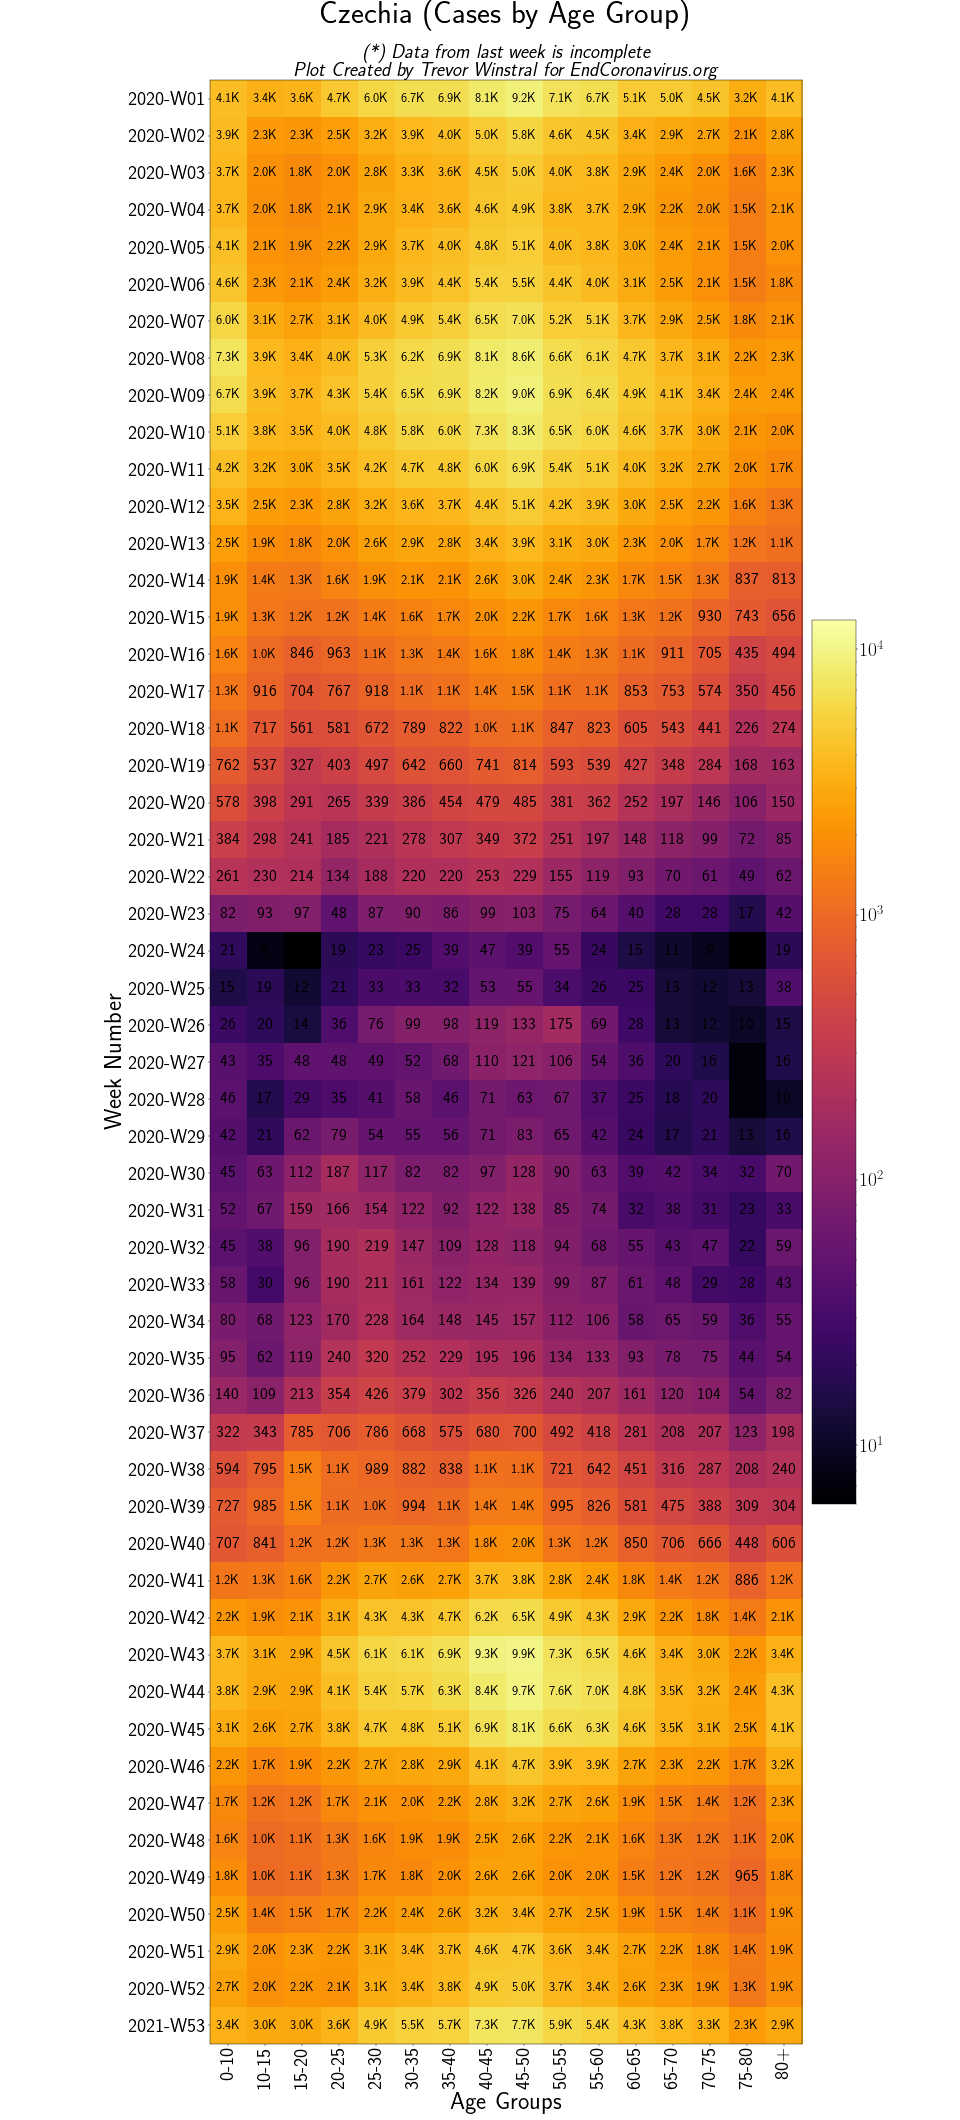 Czechia (Cases by Age Group)
(*) Data from last week is incomplete
Plot Created by Trevor Winstral for EndCoronavirus.org
2020-W01 4.1K 3.4K 3.6K 4.7K 6.0K 6.7K 6.9K 8.1K 9.2K 7.1K 6.7K 5.1K 5.0K 4.5K 3.2K 4.1K
2020-W02 3.9K 2.3K 2.3K 2.5K 3.2K 3.9K 4.0K 5.0K 5.8K 4.6K 4.5K 3.4K 2.9K 2.7K 2.1K 2.8K
2020-W03 3.7K 2.0K 1.8K 2.0K 2.8K 3.3K 3.6K 4.5K 5.0K 4.0K 3.8K 2.9K 2.4K 2.0K 1.6K 2.3K
2020-W04 3.7K 2.0K 1.8K 2.1K 2.9K 3.4K 3.6K 4.6K 4.9K 3.8K 3.7K 2.9K 2.2K 2.0K 1.5K 2.1K
2020-W05 4.1K 2.1K 1.9K 2.2K 2.9K 3.7K 4.0K 4.8K 5.1K 4.0K 3.8K 3.0K 2.4K 2.1K 1.5K 2.0K
2020-W06 4.6K 2.3K 2.1K 2.4K 3.2K 3.9K 4.4K 5.4K 5.5K 4.4K 4.0K 3.1K 2.5K 2.1K 1.5K 1.8K
2020-W07 6.0K 3.1K 2.7K 3.1K 4.0K 4.9K 5.4K 6.5K 7.0K 5.2K 5.1K 3.7K 2.9K 2.5K 1.8K 2.1K
2020-W08 7.3K 3.9K 3.4K 4.0K 5.3K 6.2K 6.9K 8.1K 8.6K 6.6K 6.1K 4.7K 3.7K 3.1K 2.2K 2.3K
2020-W09 6.7K 3.9K 3.7K 4.3K 5.4K 6.5K 6.9K 8.2K 9.0K 6.9K 6.4K 4.9K 4.1K 3.4K 2.4K 2.4K
2020-W10 5.1K 3.8K 3.5K 4.0K 4.8K 5.8K 6.0K 7.3K 8.3K 6.5K 6.0K 4.6K 3.7K 3.0K 2.1K 2.0K
2020-W11 4.2K 3.2K 3.0K 3.5K 4.2K 4.7K 4.8K 6.0K 6.9K 5.4K 5.1K 4.0K 3.2K 2.7K 2.0K 1.7K
2020-W12 3.5K 2.5K 2.3K 2.8K 3.2K 3.6K 3.7K 4.4K 5.1K 4.2K 3.9K 3.0K 2.5K 2.2K 1.6K 1.3K
2020-W13 2.5K 1.9K 1.8K 2.0K 2.6K 2.9K 2.8K 3.4K 3.9K 3.1K 3.0K 2.3K 2.0K 1.7K 1.2K 1.1K
2020-W14 1.9K 1.4K 1.3K 1.6K 1.9K 2.1K 2.1K 2.6K 3.0K 2.4K 2.3K 1.7K 1.5K 1.3K 837 813
2020-W15 1.9K 1.3K 1.2K 1.2K 1.4K 1.6K 1.7K 2.0K 2.2K 1.7K 1.6K 1.3K 1.2K 930 743 656
2020-W16 1.6K 1.0K 846 963 1.1K 1.3K 1.4K 1.6K 1.8K 1.4K 1.3K 1.1K 911 705 435 494
2020-W17 1.3K 916 704 767 918 1.1K 1.1K 1.4K 1.5K 1.1K 1.1K 853 753 574 350 456
2020-W18 1.1K 717 561 581 672 789 822 1.0K 1.1K 847 823 605 543 441 226 274
2020-W19 762 537 327 403 497 642 660 741 814 593 539 427 348 284 168 163
2020-W20 578 398 291 265 339 386 454 479 485 381 362 252 197 146 106 150
2020-W21 384 298 241 185 221 278 307 349 372 251 197 148 118 99 72 85
2020-W22 261 230 214 134 188 220 220 253 229 155 119 93 70 61 49 62
2020-W23 82 93 97 48 87 90 86 99 103 75 64 40 28 28 17 42
2020-W24 21 19 23 25 39 47 39 55 24 15 11 9 19
2020-W25 15 19 12 21 33 33 32 53 55 34 26 25 13 12 13 38
2020-W26 26 20 14 36 76 99 98 119 133 175 69 28 13 12 10 15
2020-W27 43 35 48 48 49 52 68 110 121 106 54 36 20 16 16
2020-W28 46 17 29 35 41 58 46 71 63 67 37 25 18 20 10
2020-W29 42 21 62 79 54 55 56 71 83 65 42 24 17 21 13 16
2020-W30 45 63 112 187 117 82 82 97 128 90 63 39 42 34 32 70
2020-W31 52 67 159 166 154 122 92 122 138 85 74 32 38 31 23 33
2020-W32 45 38 96 190 219 147 109 128 118 94 68 55 43 47 22 59
2020-W33 58 30 96 190 211 161 122 134 139 99 87 61 48 29 28 43
2020-W34 80 68 123 170 228 164 148 145 157 112 106 58 65 59 36 55
2020-W35 95 62 119 240 320 252 229 195 196 134 133 93 78 75 44 54
2020-W36 140 109 213 354 426 379 302 356 326 240 207 161 120 104 54 82
2020-W37 322 343 785 706 786 668 575 680 700 492 418 281 208 207 123 198
2020-W38 594 795 1.5K 1.1K 989 882 838 1.1K 1.1K 721 642 451 316 287 208 240
2020-W39 727 985 1.5K 1.1K 1.0K 994 1.1K 1.4K 1.4K 995 826 581 475 388 309 304
2020-W40 707 841 1.2K 1.2K 1.3K 1.3K 1.3K 1.8K 2.0K 1.3K 1.2K 850 706 666 448 606
2020-W41 1.2K 1.3K 1.6K 2.2K 2.7K 2.6K 2.7K 3.7K 3.8K 2.8K 2.4K 1.8K 1.4K 1.2K 886 1.2K
2020-W42 2.2K 1.9K 2.1K 3.1K 4.3K 4.3K 4.7K 6.2K 6.5K 4.9K 4.3K 2.9K 2.2K 1.8K 1.4K 2.1K
2020-W43 3.7K 3.1K 2.9K 4.5K 6.1K 6.1K 6.9K 9.3K 9.9K 7.3K 6.5K 4.6K 3.4K 3.0K 2.2K 3.4K
2020-W44 3.8K 2.9K 2.9K 4.1K 5.4K 5.7K 6.3K 8.4K 9.7K 7.6K 7.0K 4.8K 3.5K 3.2K 2.4K 4.3K
2020-W45 3.1K 2.6K 2.7K 3.8K 4.7K 4.8K 5.1K 6.9K 8.1K 6.6K 6.3K 4.6K 3.5K 3.1K 2.5K 4.1K
2020-W46 2.2K 1.7K 1.9K 2.2K 2.7K 2.8K 2.9K 4.1K 4.7K 3.9K 3.9K 2.7K 2.3K 2.2K 1.7K 3.2K
2020-W47 1.7K 1.2K 1.2K 1.7K 2.1K 2.0K 2.2K 2.8K 3.2K 2.7K 2.6K 1.9K 1.5K 1.4K 1.2K 2.3K
2020-W48 1.6K 1.0K 1.1K 1.3K 1.6K 1.9K 1.9K 2.5K 2.6K 2.2K 2.1K 1.6K 1.3K 1.2K 1.1K 2.0K
2020-W49 1.8K 1.0K 1.1K 1.3K 1.7K 1.8K 2.0K 2.6K 2.6K 2.0K 2.0K 1.5K 1.2K 1.2K 965 1.8K
2020-W50 2.5K 1.4K 1.5K 1.7K 2.2K 2.4K 2.6K 3.2K 3.4K 2.7K 2.5K 1.9K 1.5K 1.4K 1.1K 1.9K
2020-W51 2.9K 2.0K 2.3K 2.2K 3.1K 3.4K 3.7K 4.6K 4.7K 3.6K 3.4K 2.7K 2.2K 1.8K 1.4K 1.9K
2020-W52 2.7K 2.0K 2.2K 2.1K 3.1K 3.4K 3.8K 4.9K 5.0K 3.7K 3.4K 2.6K 2.3K 1.9K 1.3K 1.9K
2021-W53 3.4K 3.0K 3.0K 3.6K 4.9K 5.5K 5.7K 7.3K 7.7K 5.9K 5.4K 4.3K 3.8K 3.3K 2.3K 2.9K
0-10 10-15 15-20 20-25 25-30 30-35 35-40 40-45 45-50 50-55 55-60 60-65 65-70 70-75 75-80 80+
Age Groups
Week Number
10⁴
10³
10²
10¹